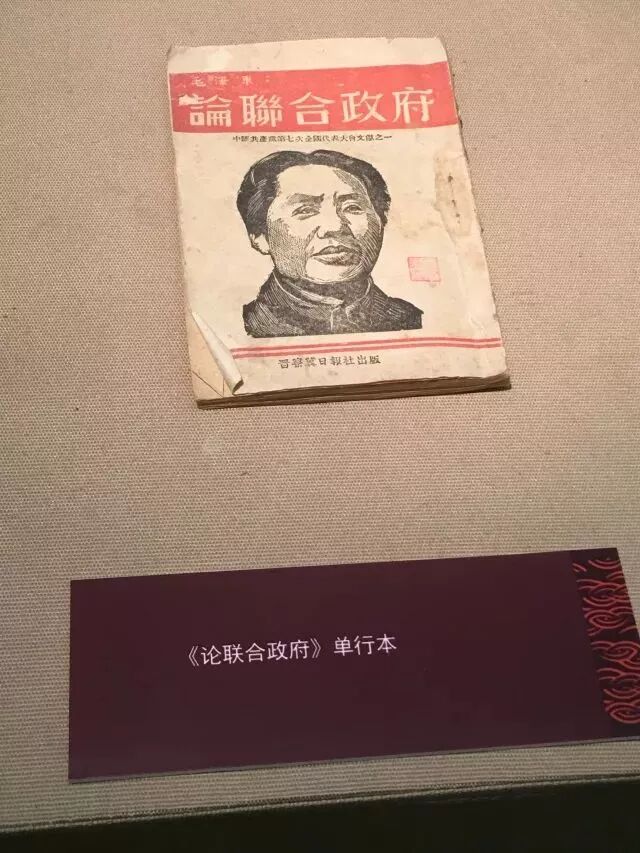 毛澤東
論聯合政府
中國共產黨第七次全國代表大會文獻之一
晋察冀日報社出版
《论联合政府》单行本